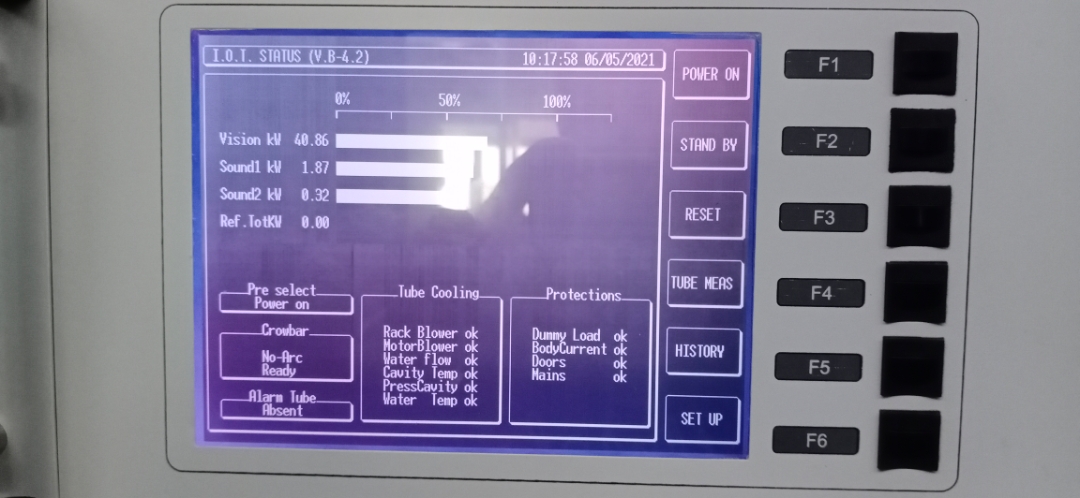 I.O.T. STATUS (V.B-4.2) 10:17:58 06/05/2021
0% 50% 100%
Vision kW 40.86
Sound1 kW 1.87
Sound2 kW 0.32
Ref.TotKW 0.00
Pre select
Power on
Crowbar
No-Arc
Ready
Alarm Tube
Absent
Tube Cooling
Rack Blower ok
MotorBlower ok
Water flow ok
Cavity Temp ok
PressCavity ok
Water Temp ok
Protections
Dummy Load ok
BodyCurrent ok
Doors ok
Mains ok
POWER ON
STAND BY
RESET
TUBE MEAS
HISTORY
SET UP
F1
F2
F3
F4
F5
F6